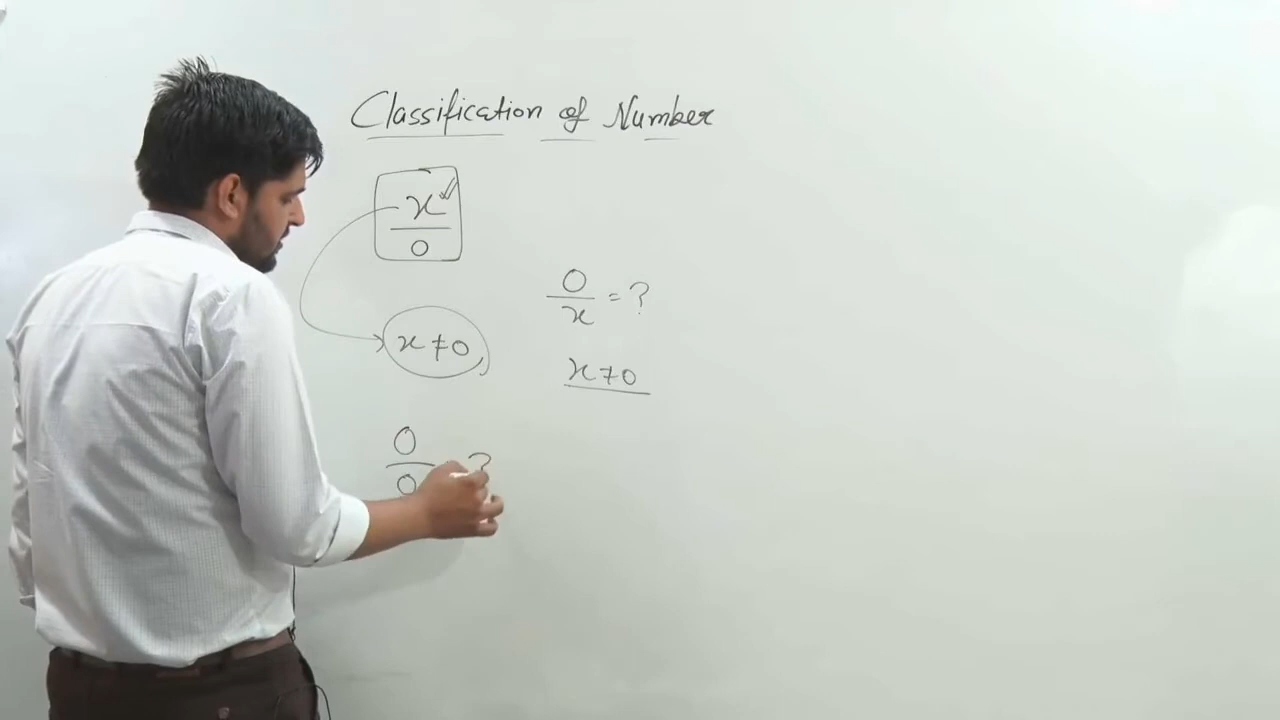 Classification of Number
x
0
x ≠ 0,
0
x
= ?
x ≠ 0
0
0
?